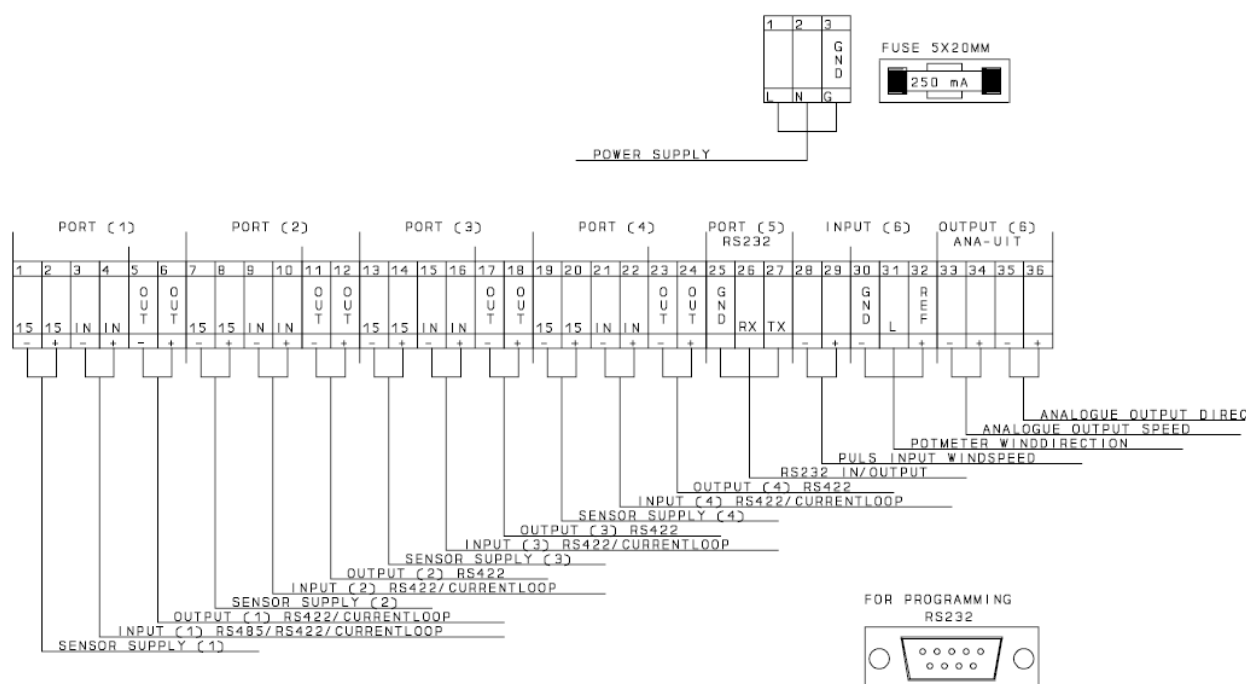 1 2 3
GND
L N G
FUSE 5X20MM
250 mA
POWER SUPPLY
PORT (1) PORT (2) PORT (3) PORT (4) PORT (5) INPUT (6) OUTPUT (6)
RS232 ANA-UIT
1 2 3 4 5 6 7 8 9 10 11 12 13 14 15 16 17 18 19 20 21 22 23 24 25 26 27 28 29 30 31 32 33 34 35 36
OUT OUT OUT OUT OUT OUT OUT OUT GND GND REF
15 15 IN IN 15 15 IN IN 15 15 IN IN 15 15 IN IN RX TX L
- + - + - + - + - + - + - + - + - + - + - + - + - + - + - + - +
ANALOGUE OUTPUT DIREC
ANALOGUE OUTPUT SPEED
POTMETER WINDDIRECTION
PULS INPUT WINDSPEED
RS232 IN/OUTPUT
OUTPUT (4) RS422
INPUT (4) RS422/CURRENTLOOP
SENSOR SUPPLY (4)
OUTPUT (3) RS422
INPUT (3) RS422/CURRENTLOOP
SENSOR SUPPLY (3)
OUTPUT (2) RS422
INPUT (2) RS422/CURRENTLOOP
SENSOR SUPPLY (2)
OUTPUT (1) RS422/CURRENTLOOP
INPUT (1) RS485/RS422/CURRENTLOOP
SENSOR SUPPLY (1)
FOR PROGRAMMING
RS232